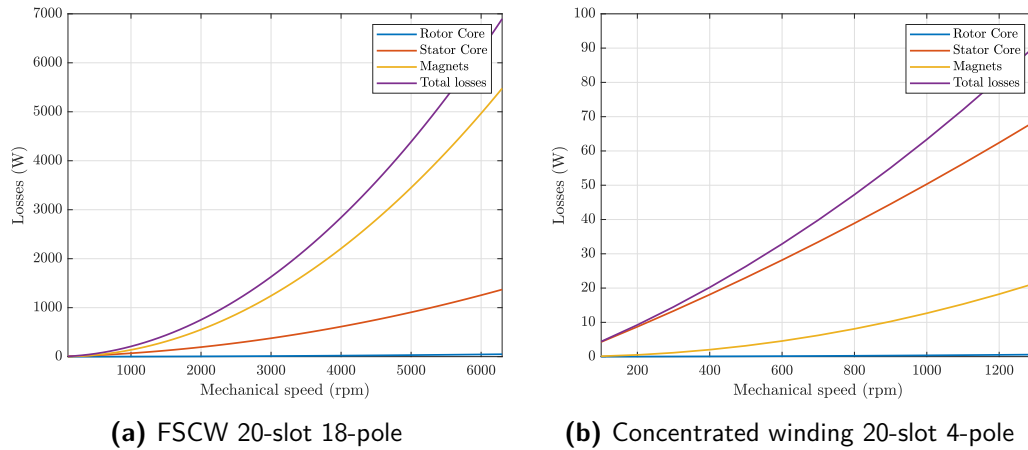 7000
6000
5000
4000
3000
2000
1000
0
Losses (W)
Rotor Core
Stator Core
Magnets
Total losses
1000 2000 3000 4000 5000 6000
Mechanical speed (rpm)
(a) FSCW 20-slot 18-pole
100
90
80
70
60
50
40
30
20
10
0
Losses (W)
Rotor Core
Stator Core
Magnets
Total losses
200 400 600 800 1000 1200
Mechanical speed (rpm)
(b) Concentrated winding 20-slot 4-pole